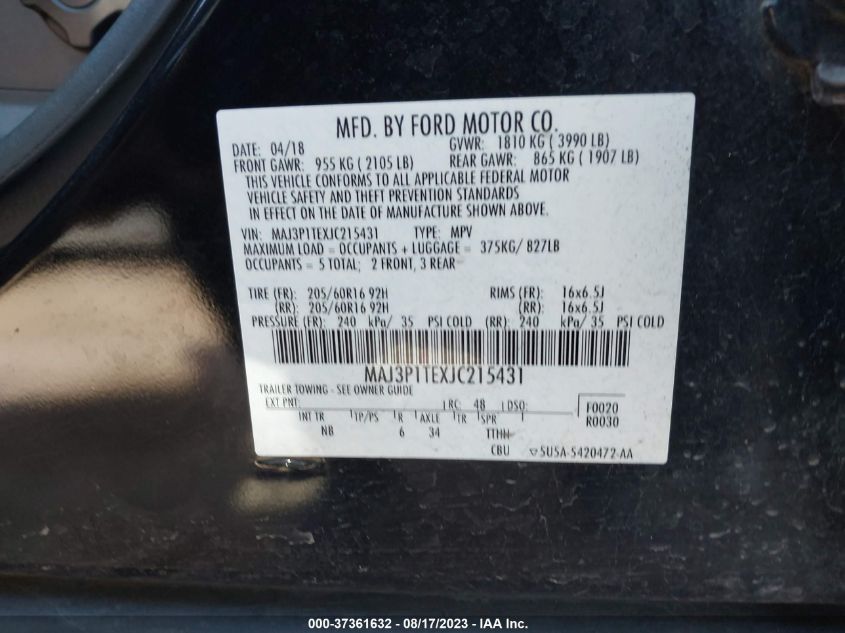 MFD. BY FORD MOTOR CO.
DATE: 04/18 GVWR: 1810 KG ( 3990 LB)
FRONT GAWR: 955 KG ( 2105 LB) REAR GAWR: 865 KG ( 1907 LB)
THIS VEHICLE CONFORMS TO ALL APPLICABLE FEDERAL MOTOR
VEHICLE SAFETY AND THEFT PREVENTION STANDARDS
IN EFFECT ON THE DATE OF MANUFACTURE SHOWN ABOVE.
VIN: MAJ3P1TEXJC215431 TYPE: MPV
MAXIMUM LOAD = OCCUPANTS + LUGGAGE = 375KG/ 827LB
OCCUPANTS = 5 TOTAL; 2 FRONT, 3 REAR
TIRE (FR): 205/60R16 92H RIMS (FR): 16x6.5J
(RR): 205/60R16 92H (RR): 16x6.5J
PRESSURE (FR): 240 kPa/ 35 PSI COLD (RR): 240 kPa/ 35 PSI COLD
MAJ3P1TEXJC215431
TRAILER TOWING - SEE OWNER GUIDE
EXT PNT: RC: 48 DSO: F0020
INT TR TP/PS R AXLE TR SPR R0030
NB 6 34 TTHN
CBU 5U5A-5420472-AA
000-37361632 - 08/17/2023 - IAAI.COM